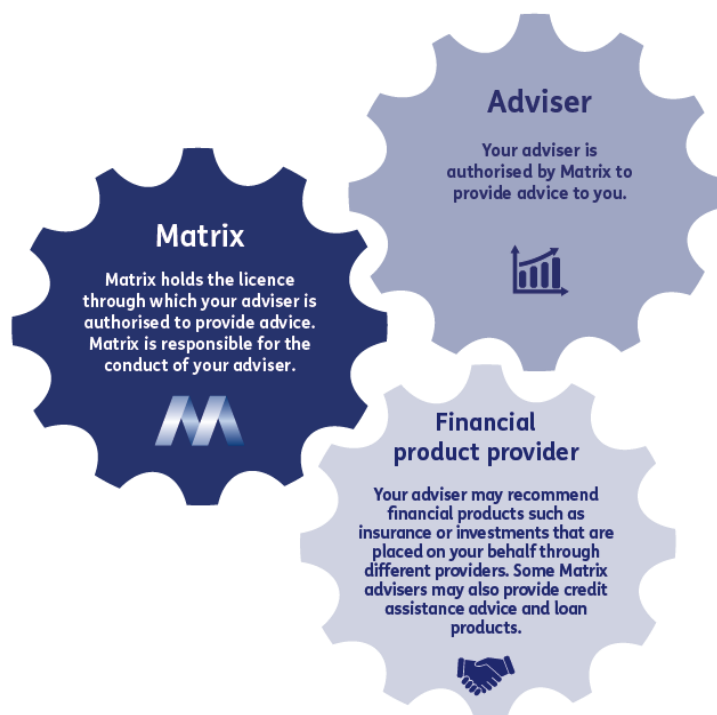 Adviser
Your adviser is
authorised by Matrix to
provide advice to you.
Matrix
Matrix holds the licence
through which your adviser is
authorised to provide advice.
Matrix is responsible for the
conduct of your adviser.
M
Financial
product provider
Your adviser may recommend
financial products such as
insurance or investments that are
placed on your behalf through
different providers. Some Matrix
advisers may also provide credit
assistance advice and loan
products.